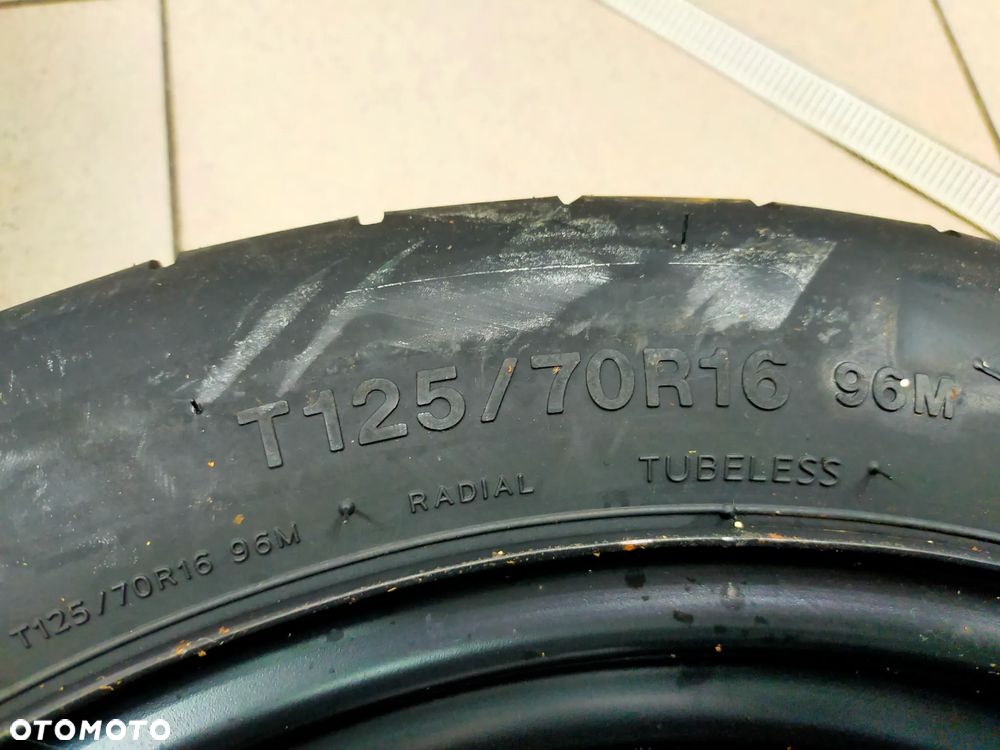 T125/70R16 96M
RADIAL TUBELESS
T125/70R16 96M
OTOMOTO